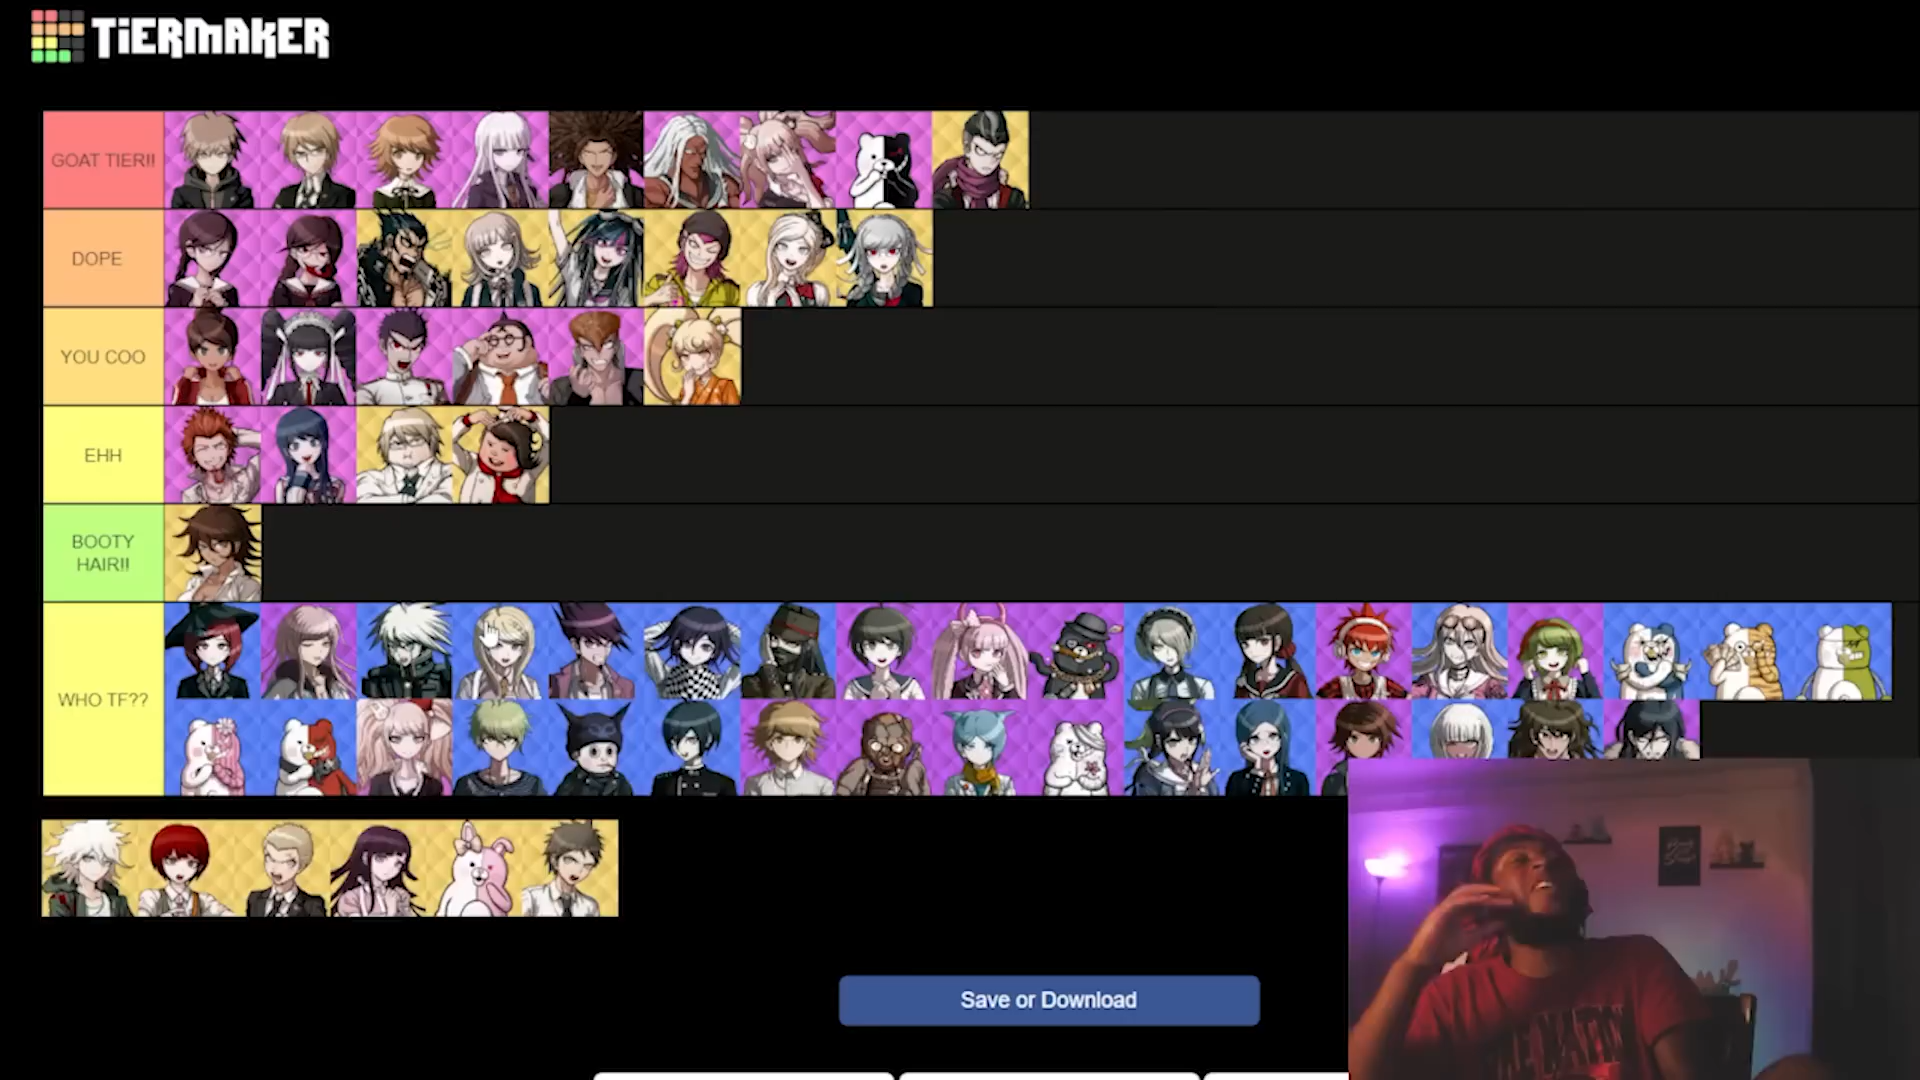 TiERMAKER
GOAT TIER!!
DOPE
YOU COO
EHH
BOOTY
HAIR!!
WHO TF??
Save or Download